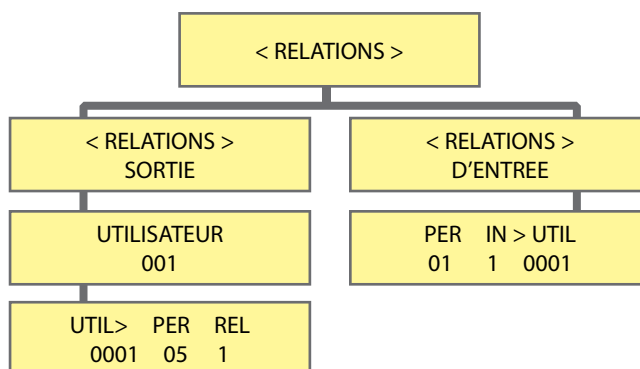 < RELATIONS >
< RELATIONS >
SORTIE
< RELATIONS >
D'ENTREE
UTILISATEUR
001
PER IN > UTIL
01 1 0001
UTIL> PER REL
0001 05 1